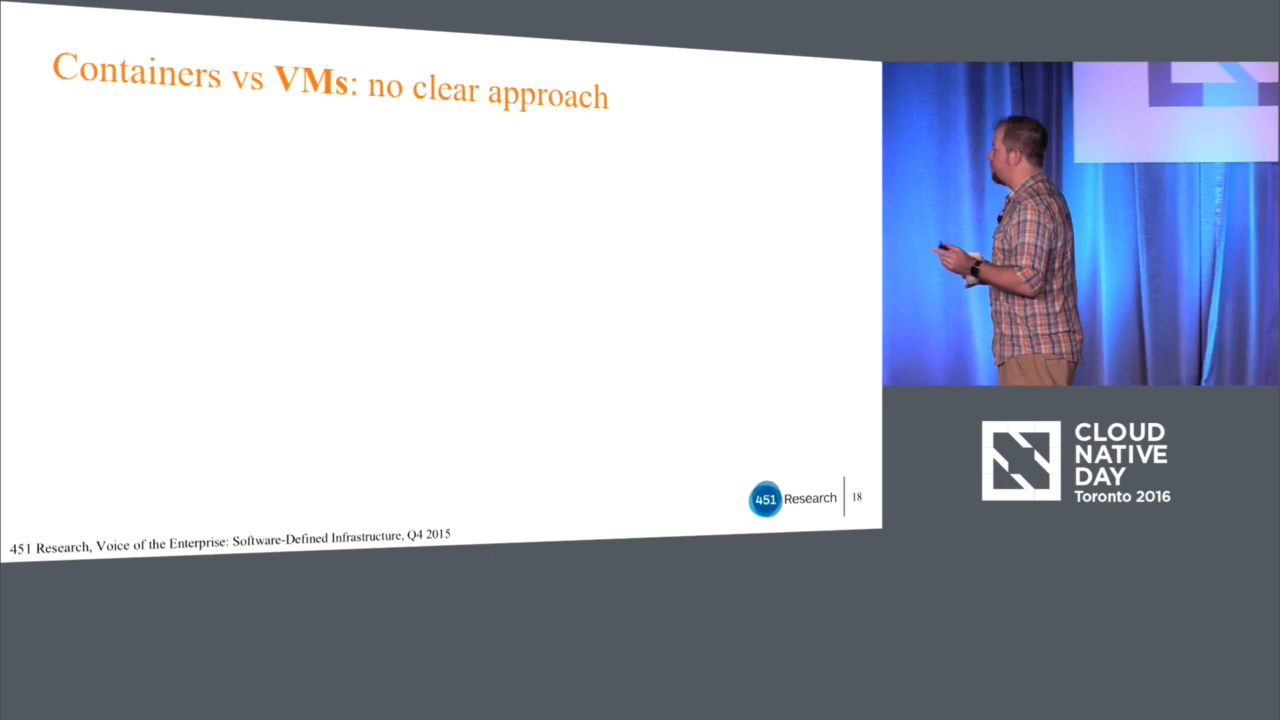 Containers vs VMs: no clear approach
451 Research
18
451 Research, Voice of the Enterprise: Software-Defined Infrastructure, Q4 2015
CLOUD
NATIVE
DAY
Toronto 2016